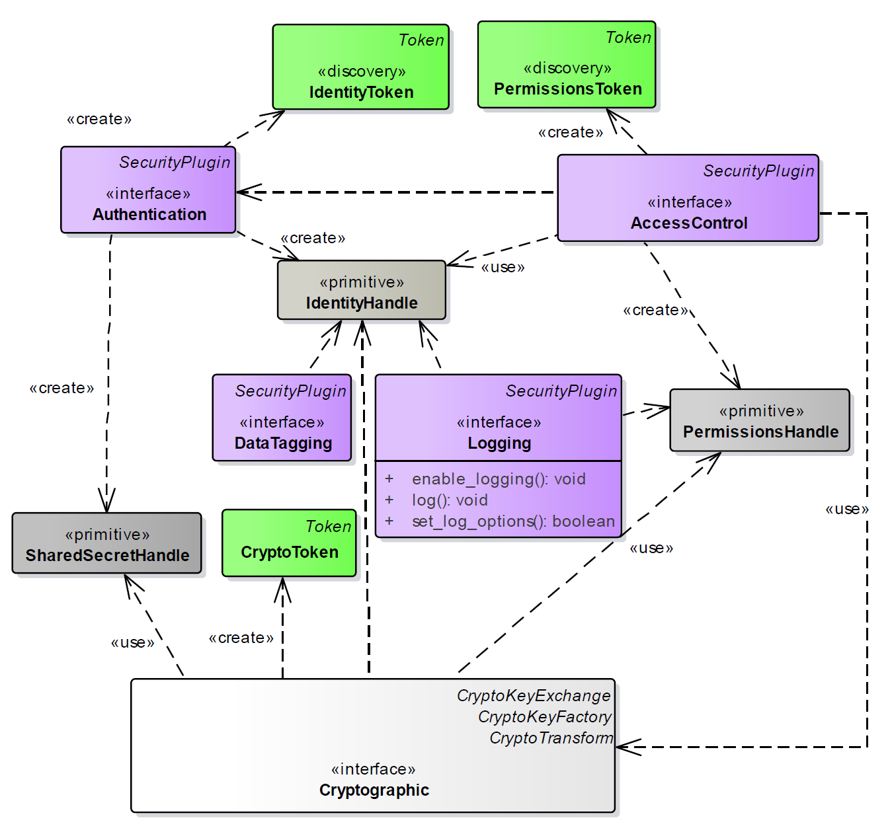 Token
«discovery»
IdentityToken
Token
«discovery»
PermissionsToken
«create»
«create»
SecurityPlugin
«interface»
Authentication
SecurityPlugin
«interface»
AccessControl
«create»
«use»
«primitive»
IdentityHandle
«create»
«create»
SecurityPlugin
«interface»
DataTagging
SecurityPlugin
«interface»
Logging
+ enable_logging(): void
+ log(): void
+ set_log_options(): boolean
«primitive»
PermissionsHandle
«use»
«primitive»
SharedSecretHandle
Token
CryptoToken
«use»
«use»
«create»
CryptoKeyExchange
CryptoKeyFactory
CryptoTransform
«interface»
Cryptographic